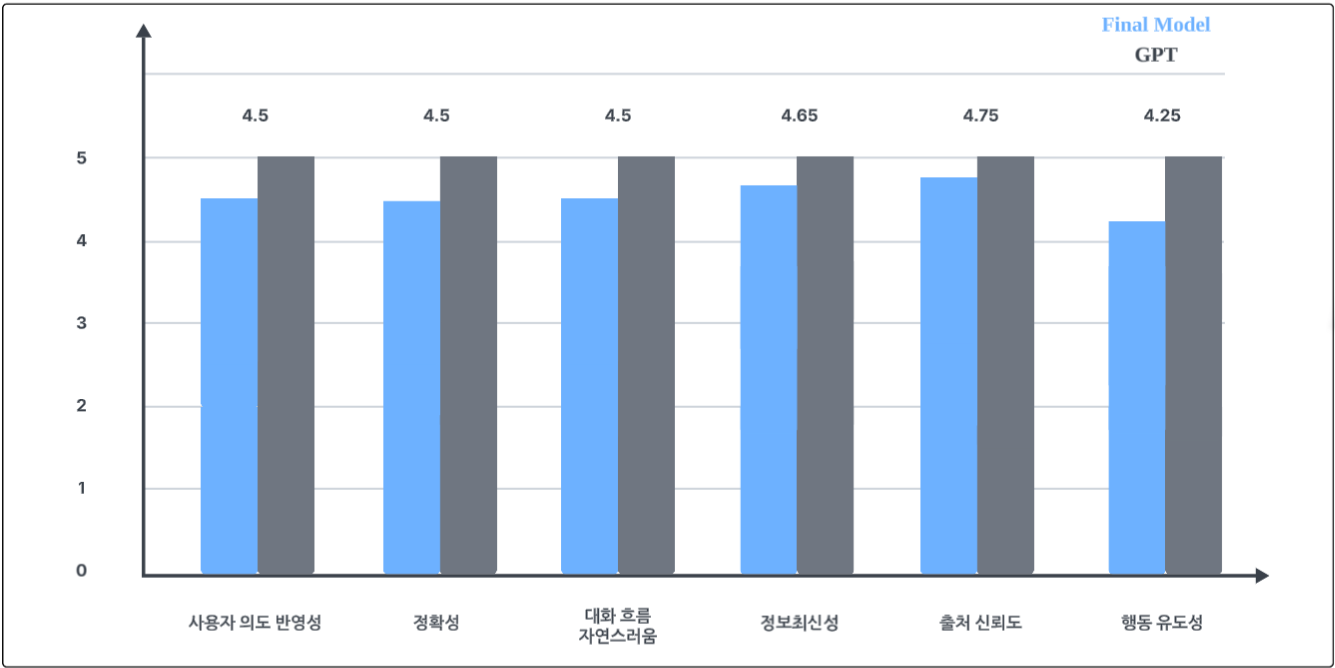 Final Model
GPT
4.5 4.5 4.5 4.65 4.75 4.25
5
4
3
2
1
0
사용자 의도 반영성
정확성
대화 흐름
자연스러움
정보최신성
출처 신뢰도
행동 유도성